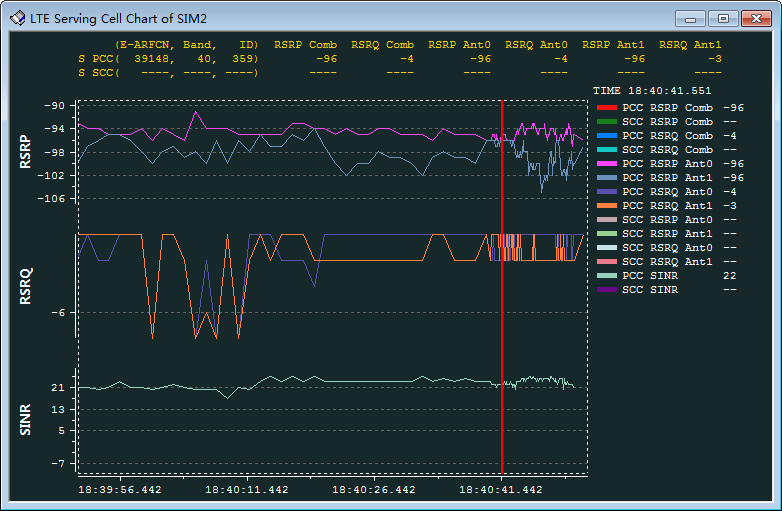 LTE Serving Cell Chart of SIM2
(E-ARFCN, Band, ID) RSRP Comb RSRQ Comb RSRP Ant0 RSRQ Ant0 RSRP Ant1 RSRQ Ant1
S PCC( 39148, 40, 359) -96 -4 -96 -4 -96 -3
S SCC( ----, ----, ----) -- -- -- -- -- --
TIME 18:40:41.551
PCC RSRP Comb -96
SCC RSRP Comb --
PCC RSRQ Comb -4
SCC RSRQ Comb --
PCC RSRP Ant0 -96
PCC RSRP Ant1 -96
PCC RSRQ Ant0 -4
PCC RSRQ Ant1 -3
SCC RSRP Ant0 --
SCC RSRP Ant1 --
SCC RSRQ Ant0 --
SCC RSRQ Ant1 --
PCC SINR 22
SCC SINR --
RSRP
-90
-94
-98
-102
-106
RSRQ
-6
SINR
21
13
5
-7
18:39:56.442 18:40:11.442 18:40:26.442 18:40:41.442